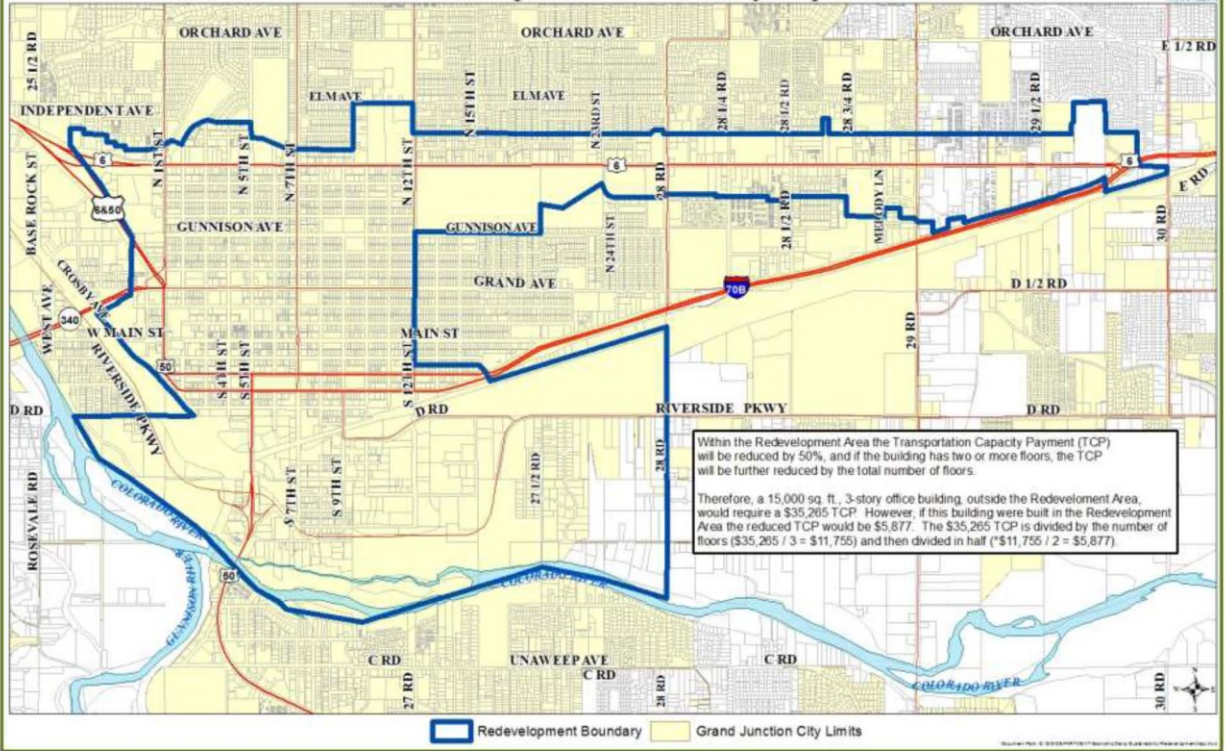 ORCHARD AVE
ORCHARD AVE
ORCHARD AVE
E 1/2 RD
25 1/2 RD
INDEPENDENT AVE
ELM AVE
ELM AVE
N 15TH ST
N 23RD ST
28 1/4 RD
28 1/2 RD
28 3/4 RD
29 1/2 RD
N 1ST ST
N 5TH ST
N 7TH ST
N 12TH ST
6
6
6
28 RD
E RD
BASE ROCK ST
6&50
GUNNISON AVE
GUNNISON AVE
N 24TH ST
28 1/2 RD
MELODY LN
30 RD
CROSBY AVE
GRAND AVE
70B
D 1/2 RD
WEST AVE
340
W MAIN ST
MAIN ST
29 RD
RIVERSIDE PKWY
50
S 4TH ST
S 5TH ST
S 12TH ST
D RD
D RD
RIVERSIDE PKWY
D RD
28 RD
Within the Redevelopment Area the Transportation Capacity Payment (TCP)
will be reduced by 50%, and if the building has two or more floors, the TCP
will be further reduced by the total number of floors.
Therefore, a 15,000 sq. ft., 3-story office building, outside the Redeveloment Area,
would require a $35,265 TCP. However, if this building were built in the Redevelopment
Area the reduced TCP would be $5,877. The $35,265 TCP is divided by the number of
floors ($35,265 / 3 = $11,755) and then divided in half (*$11,755 / 2 = $5,877).
ROSEVALE RD
COLORADO RIVER
S 7TH ST
S 9TH ST
27 1/2 RD
GUNNISON RIVER
50
COLORADO RIVER
C RD
UNAWEEP AVE
C RD
C RD
27 RD
28 RD
COLORADO RIVER
30 RD
Redevelopment Boundary
Grand Junction City Limits